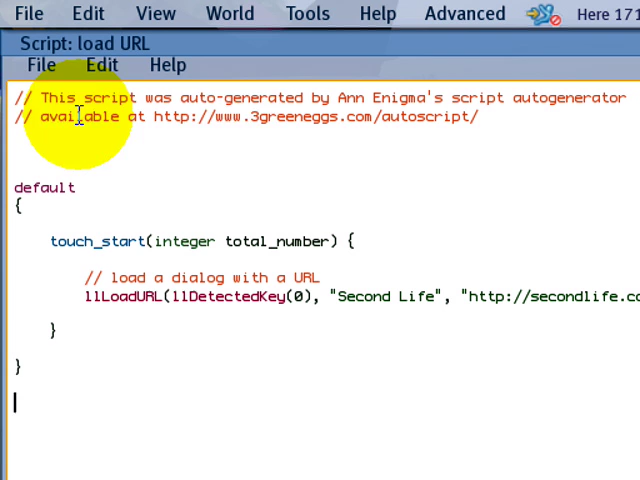 File Edit View World Tools Help Advanced Here 171
Script: load URL
File Edit Help
// This script was auto-generated by Ann Enigma's script autogenerator
// available at http://www.3greeneggs.com/autoscript/
default
{
touch_start(integer total_number) {
// load a dialog with a URL
llLoadURL(llDetectedKey(0), "Second Life", "http://secondlife.co
}
}